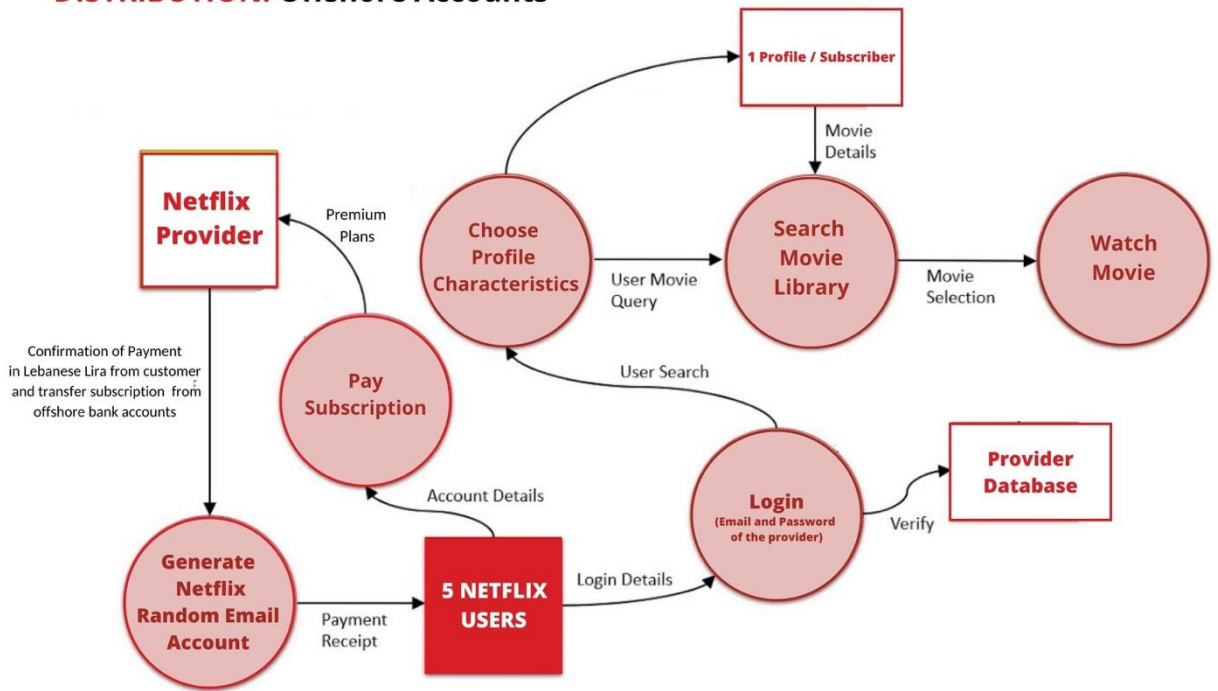 DISTRIBUTION: Offshore Accounts
1 Profile / Subscriber
Movie
Details
Netflix
Provider
Premium
Plans
Choose
Profile
Characteristics
User Movie
Query
Search
Movie
Library
Movie
Selection
Watch
Movie
Confirmation of Payment
in Lebanese Lira from customer
and transfer subscription from
offshore bank accounts
Pay
Subscription
User Search
Account Details
Login
(Email and Password
of the provider)
Verify
Provider
Database
Generate
Netflix
Random Email
Account
Payment
Receipt
5 NETFLIX
USERS
Login Details